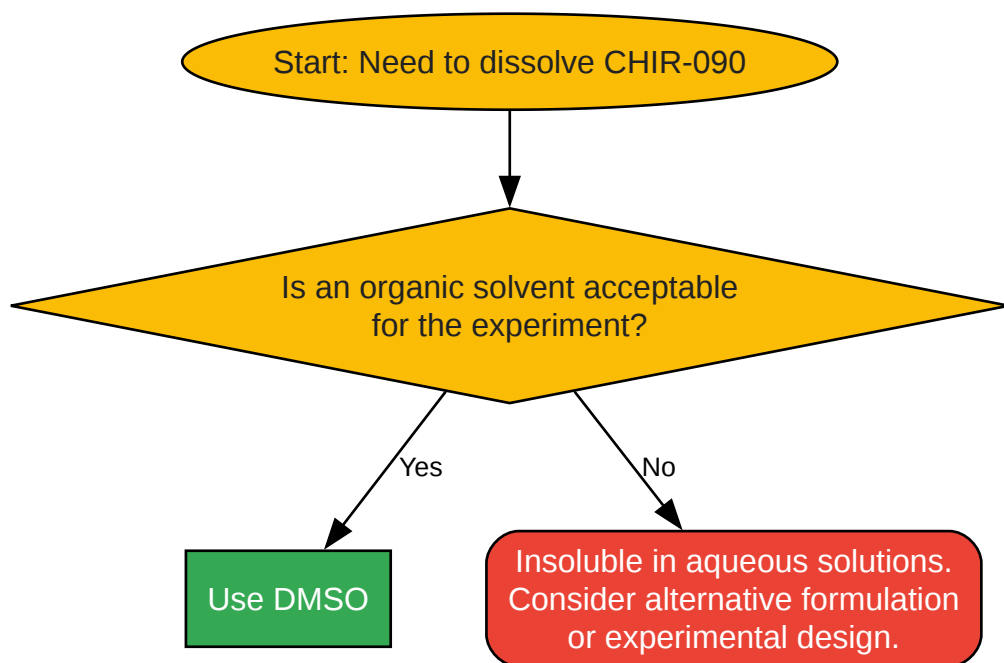 Start: Need to dissolve CHIR-090
Is an organic solvent acceptable
for the experiment?
Yes
No
Use DMSO
Insoluble in aqueous solutions.
Consider alternative formulation
or experimental design.